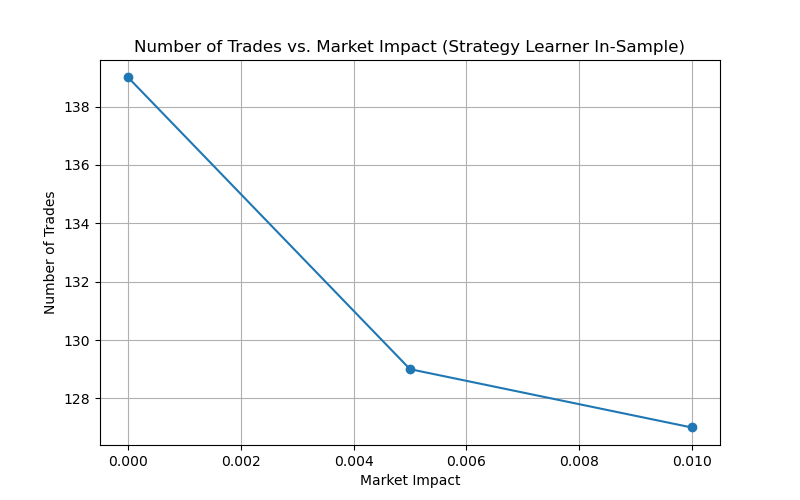 Number of Trades vs. Market Impact (Strategy Learner In-Sample)
Number of Trades
138
136
134
132
130
128
0.000 0.002 0.004 0.006 0.008 0.010
Market Impact